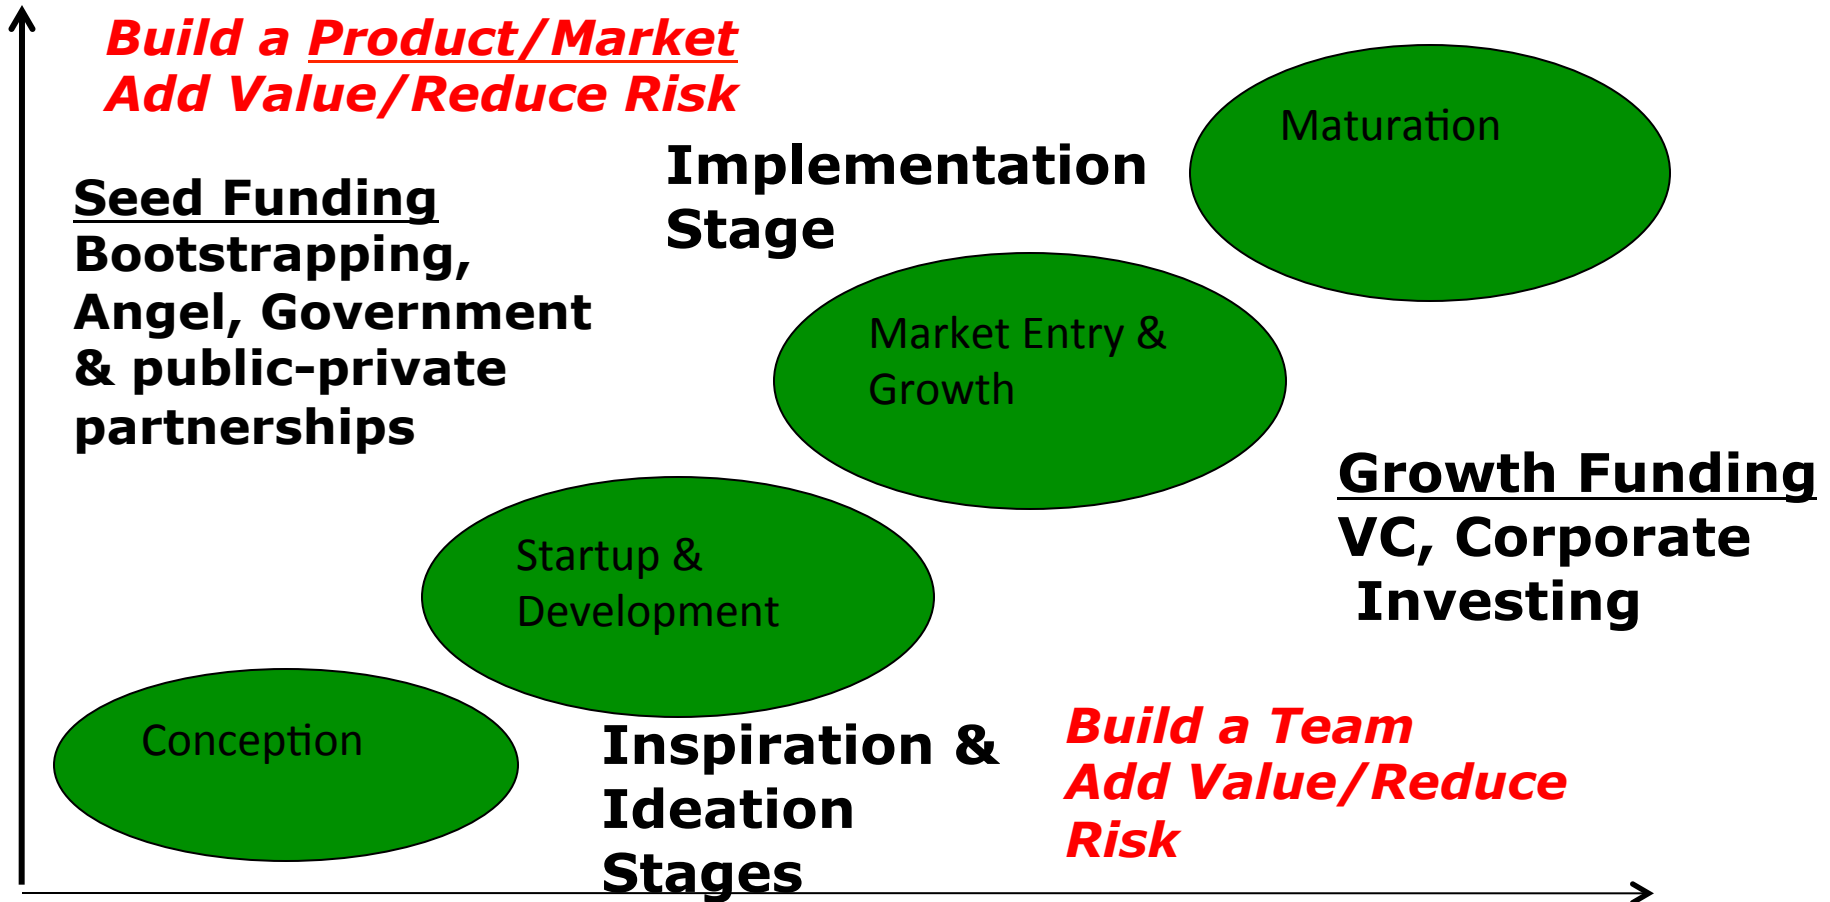 Build a Product/Market
Add Value/Reduce Risk
Seed Funding
Bootstrapping,
Angel, Government
& public-private
partnerships
Implementation
Stage
Maturation
Market Entry &
Growth
Growth Funding
VC, Corporate
Investing
Startup &
Development
Conception
Inspiration &
Ideation
Stages
Build a Team
Add Value/Reduce
Risk